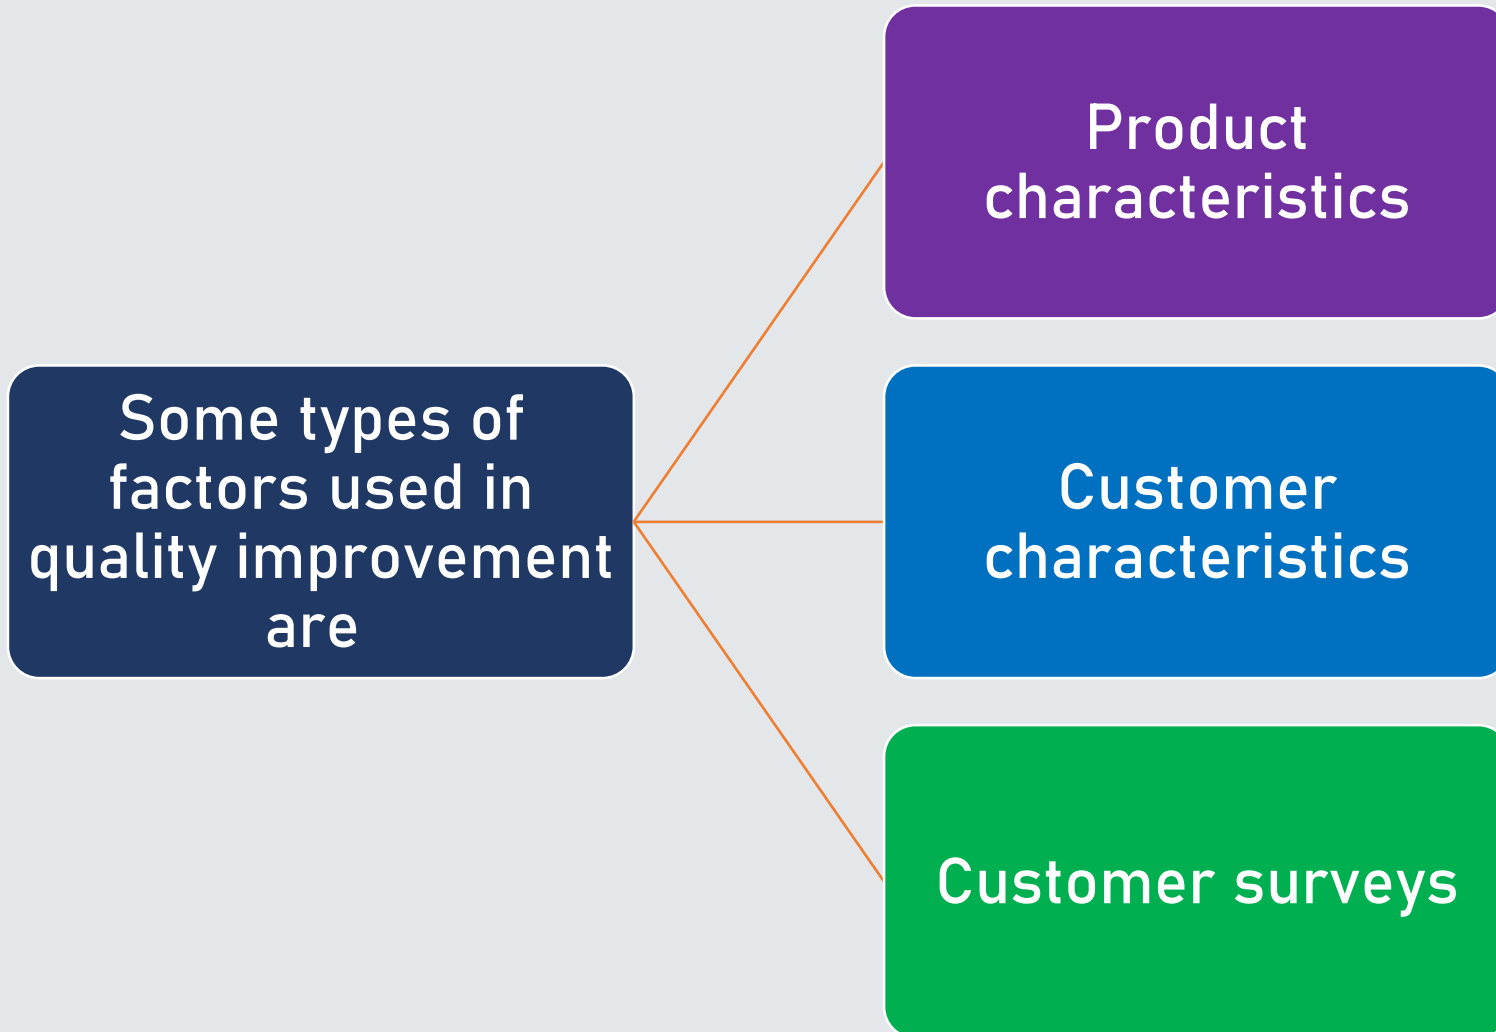 Some types of
factors used in
quality improvement
are
Product
characteristics
Customer
characteristics
Customer surveys